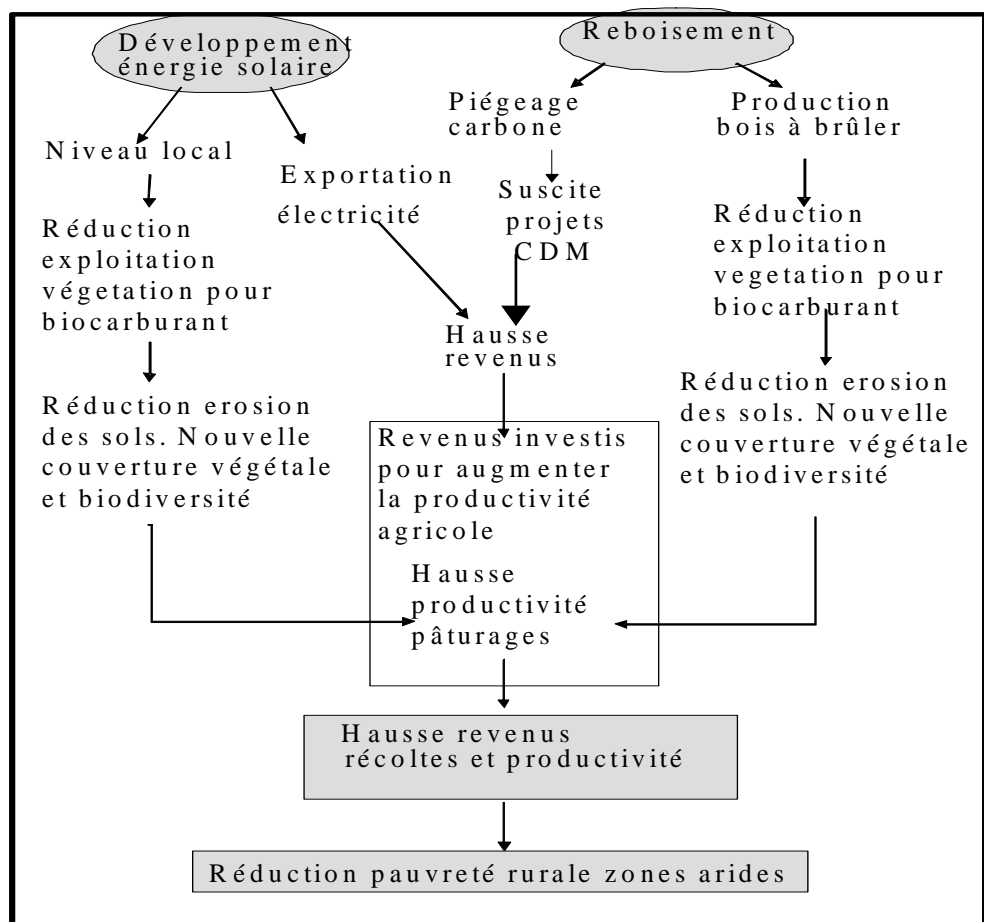 Développement
énergie solaire
Reboisement
Niveau local
Exportation
électricité
Piégeage
carbone
Production
bois à brûler
Suscite
projets
CDM
Réduction
exploitation
végetation pour
biocarburant
Réduction
exploitation
vegetation pour
biocarburant
Hausse
revenus
Réduction erosion
des sols. Nouvelle
couverture végétale
et biodiversité
Revenus investis
pour augmenter
la productivité
agricole
Réduction erosion
des sols. Nouvelle
couverture végétale
et biodiversité
Hausse
productivité
pâturages
Hausse revenus
récoltes et productivité
Réduction pauvreté rurale zones arides